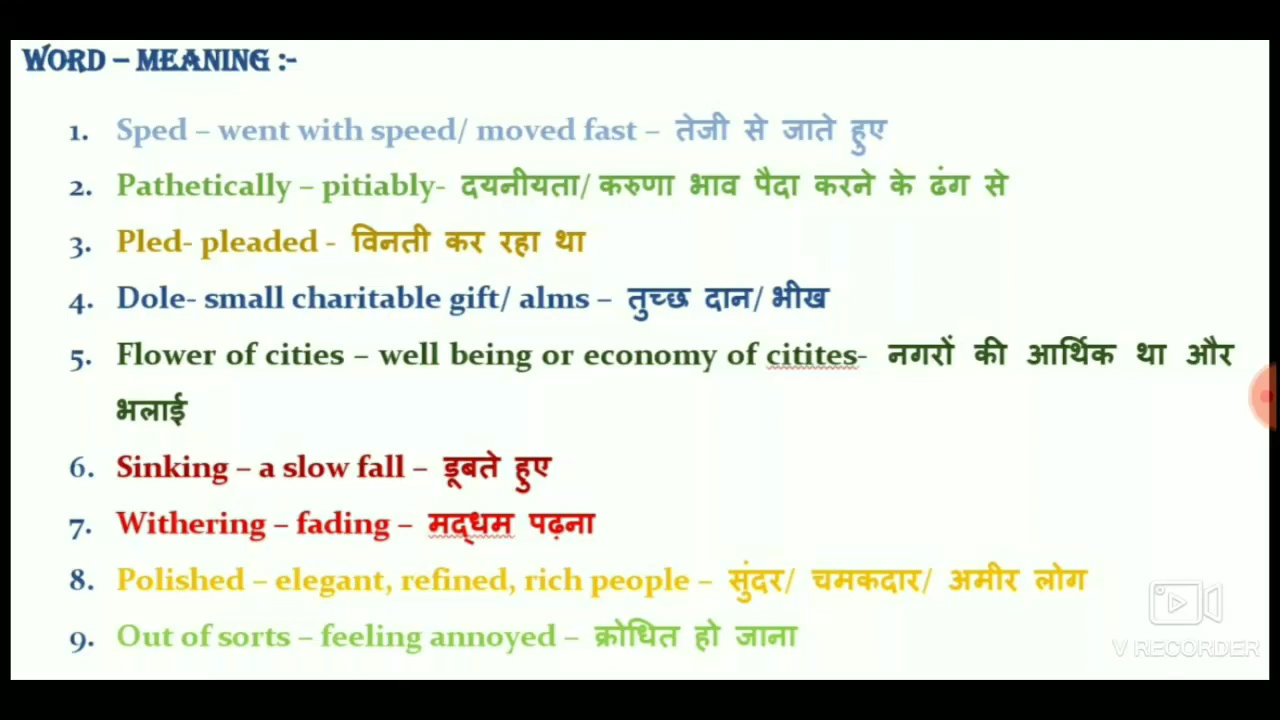 WORD – MEANING :-
1. Sped – went with speed/ moved fast – तेजी से जाते हुए
2. Pathetically – pitiably- दयनीयता/ करुणा भाव पैदा करने के ढंग से
3. Pled- pleaded - विनती कर रहा था
4. Dole- small charitable gift/ alms – तुच्छ दान/ भीख
5. Flower of cities – well being or economy of citites- नगरों की आर्थिक था और
भलाई
6. Sinking – a slow fall – डूबते हुए
7. Withering – fading – मद्धम पढ़ना
8. Polished – elegant, refined, rich people – सुंदर/ चमकदार/ अमीर लोग
9. Out of sorts – feeling annoyed – क्रोधित हो जाना
V RECORDER